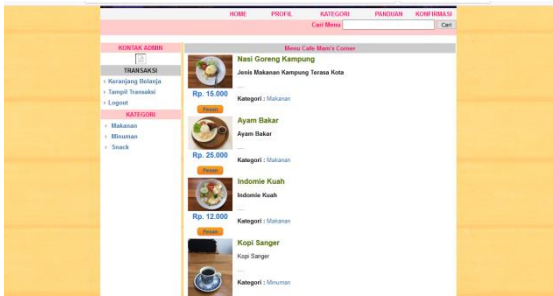 HOME PROFIL KATEGORI PANDUAN KONFIRMASI
Cari Menu Cari
KONTAK ADMIN
TRANSAKSI
Keranjang Belanja
Tampil Transaksi
Logout
KATEGORI
Makanan
Minuman
Snack
Menu Cafe Mam's Corner
Nasi Goreng Kampung
Jenis Makanan Kampung Terasa Kota
....
Rp. 15.000
Kategori : Makanan
Pesan
Ayam Bakar
Ayam Bakar
....
Rp. 25.000
Kategori : Makanan
Pesan
Indomie Kuah
Indomie Kuah
....
Rp. 12.000
Kategori : Makanan
Pesan
Kopi Sanger
Kopi Sanger
....
Kategori : Minuman